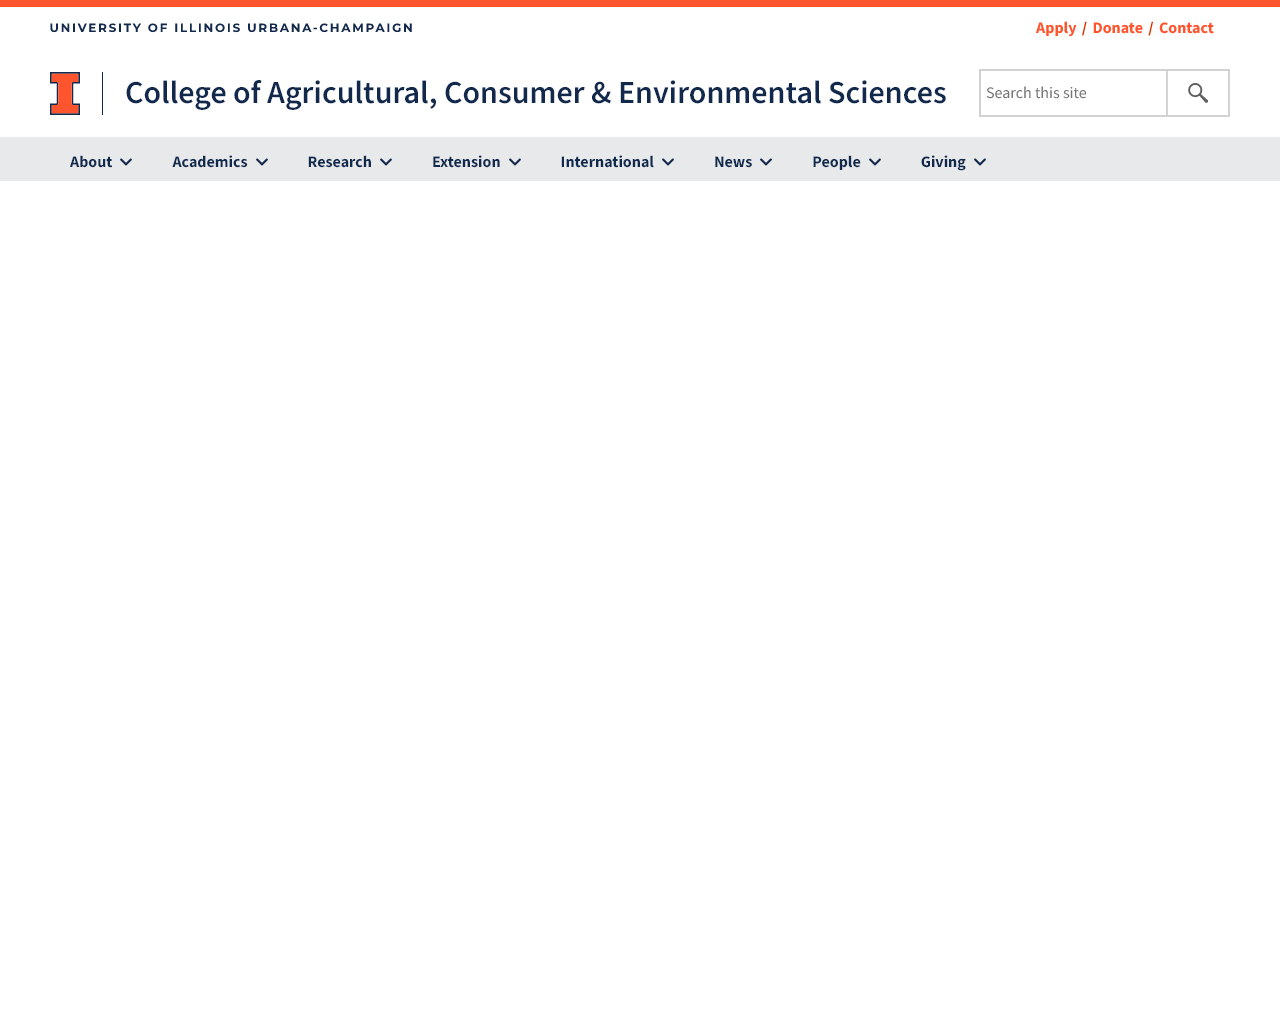 UNIVERSITY OF ILLINOIS URBANA-CHAMPAIGN
Apply / Donate / Contact
I
College of Agricultural, Consumer & Environmental Sciences
Search this site
About Academics Research Extension International News People Giving